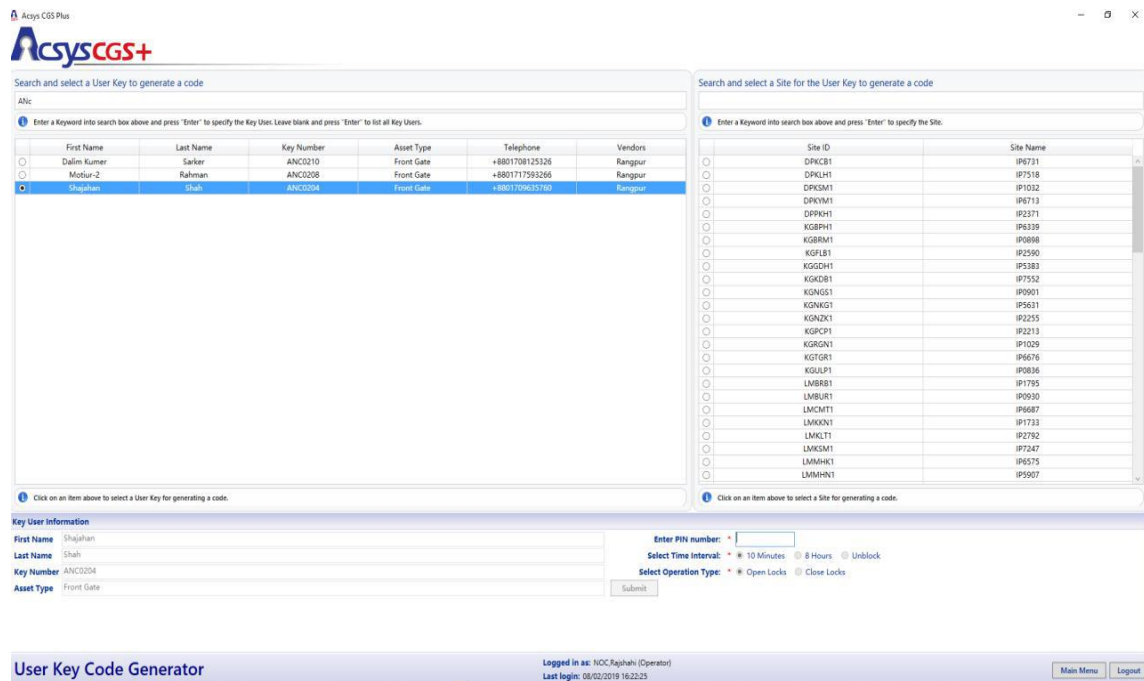 Acsys CGS Plus
AcsysCGS+
Search and select a User Key to generate a code
ANc
Enter a Keyword into search box above and press "Enter" to specify the Key User. Leave blank and press "Enter" to list all Key Users.
First Name Last Name Key Number Asset Type Telephone Vendors
Dalim Kumer Sarker ANC0210 Front Gate +8801708125326 Rangpur
Motiur-2 Rahman ANC0208 Front Gate +8801717593266 Rangpur
Shajahan Shah ANC0204 Front Gate +8801709635760 Rangpur
Click on an item above to select a User Key for generating a code.
Search and select a Site for the User Key to generate a code
Enter a Keyword into search box above and press "Enter" to specify the Site.
Site ID Site Name
DPKCB1 IP6731
DPKLH1 IP7518
DPKSM1 IP1032
DPKYM1 IP6713
DPPKH1 IP2371
KGBPH1 IP6339
KGBRM1 IP0898
KGFLB1 IP2590
KGGDH1 IP5383
KGKDB1 IP7552
KGNGS1 IP0901
KGNKG1 IP5631
KGNZK1 IP2255
KGPCP1 IP2213
KGRGN1 IP1029
KGTGR1 IP6676
KGULP1 IP0836
LMBRB1 IP1795
LMBUR1 IP0930
LMCMT1 IP6687
LMKKN1 IP1733
LMKLT1 IP2792
LMKSM1 IP7247
LMMHK1 IP6575
LMMHN1 IP5907
Click on an item above to select a Site for generating a code.
Key User Information
First Name Shajahan
Last Name Shah
Key Number ANC0204
Asset Type Front Gate
Enter PIN number: *
Select Time Interval: * 10 Minutes 8 Hours Unblock
Select Operation Type: * Open Locks Close Locks
Submit
User Key Code Generator
Logged in as: NOC,Rajshahi (Operator)
Last login: 08/02/2019 16:22:25
Main Menu Logout